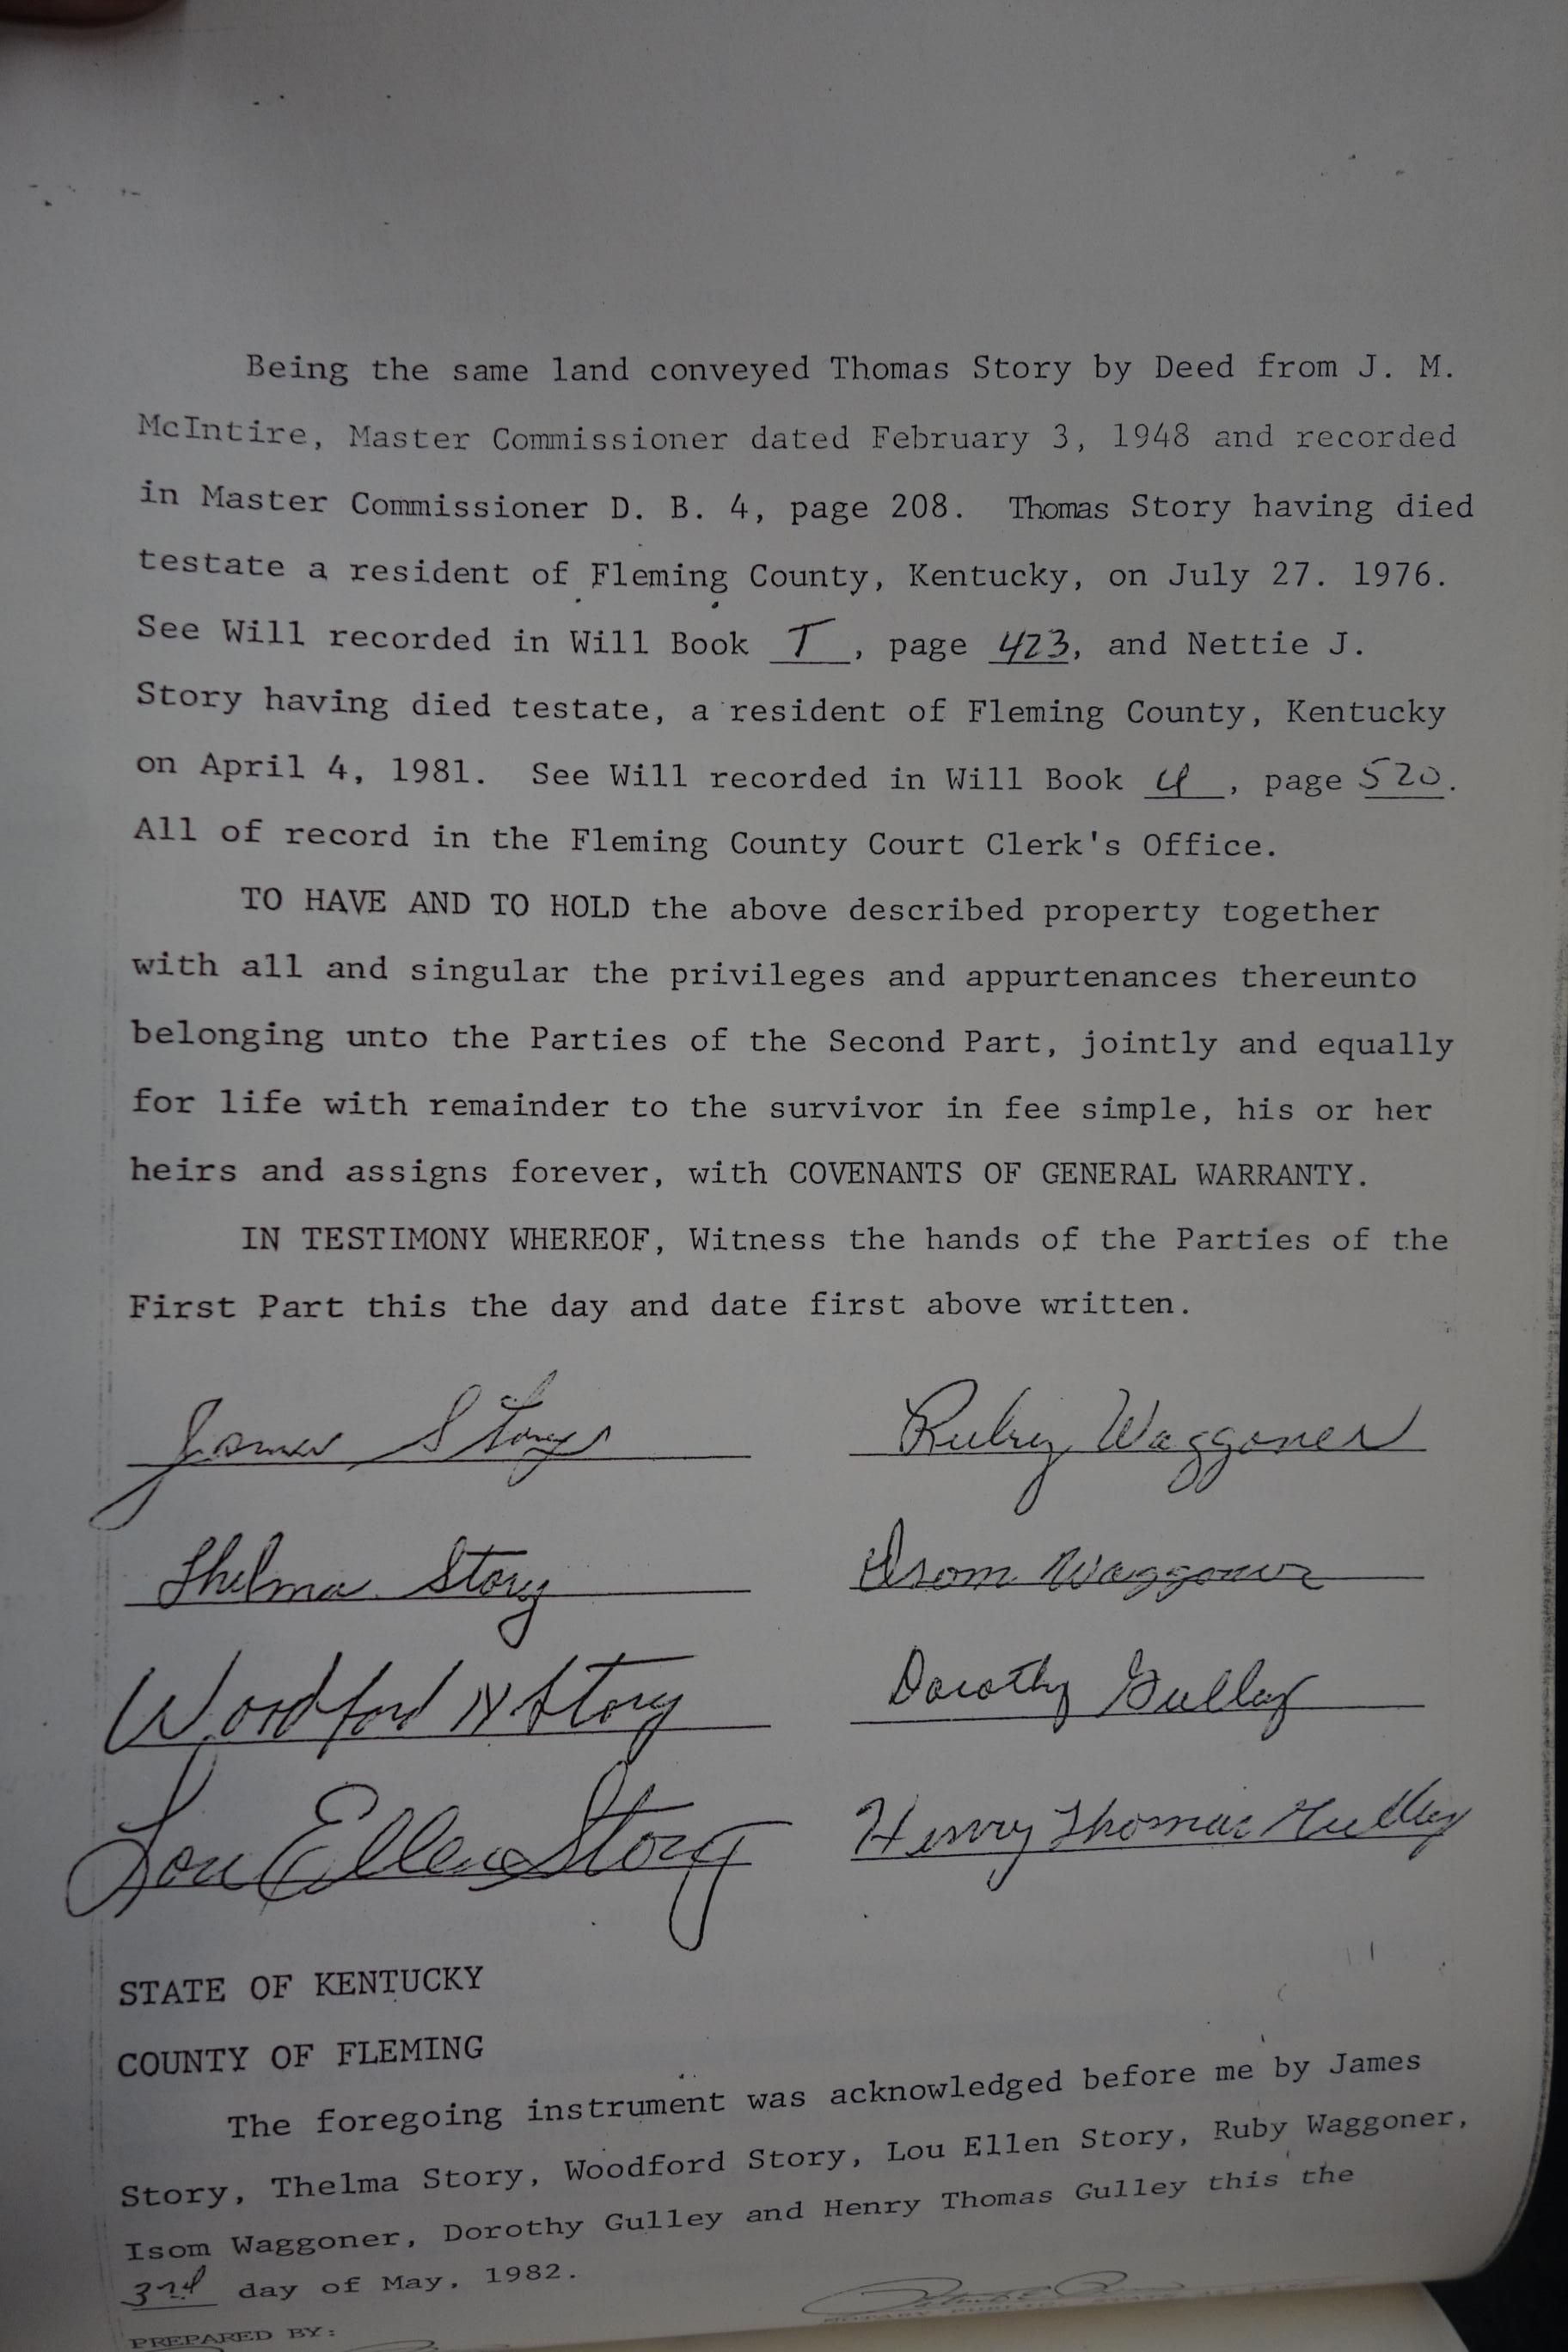 Being the same land conveyed Thomas Story by Deed from J. M.
McIntire, Master Commissioner dated February 3, 1948 and recorded
in Master Commissioner D. B. 4, page 208. Thomas Story having died
testate a resident of Fleming County, Kentucky, on July 27. 1976.
See Will recorded in Will Book T, page 423, and Nettie J.
Story having died testate, a resident of Fleming County, Kentucky
on April 4, 1981. See Will recorded in Will Book U, page 520.
All of record in the Fleming County Court Clerk's Office.
TO HAVE AND TO HOLD the above described property together
with all and singular the privileges and appurtenances thereunto
belonging unto the Parties of the Second Part, jointly and equally
for life with remainder to the survivor in fee simple, his or her
heirs and assigns forever, with COVENANTS OF GENERAL WARRANTY.
IN TESTIMONY WHEREOF, Witness the hands of the Parties of the
First Part this the day and date first above written.
James Story
Ruby Waggoner
Thelma Story
Isom Waggoner
Woodford N Story
Dorothy Gulley
Lou Ellen Story
Henry Thomas Gulley
STATE OF KENTUCKY
COUNTY OF FLEMING
The foregoing instrument was acknowledged before me by James
Story, Thelma Story, Woodford Story, Lou Ellen Story, Ruby Waggoner,
Isom Waggoner, Dorothy Gulley and Henry Thomas Gulley this the
3rd day of May, 1982.
NOTARY PUBLIC
PREPARED BY: